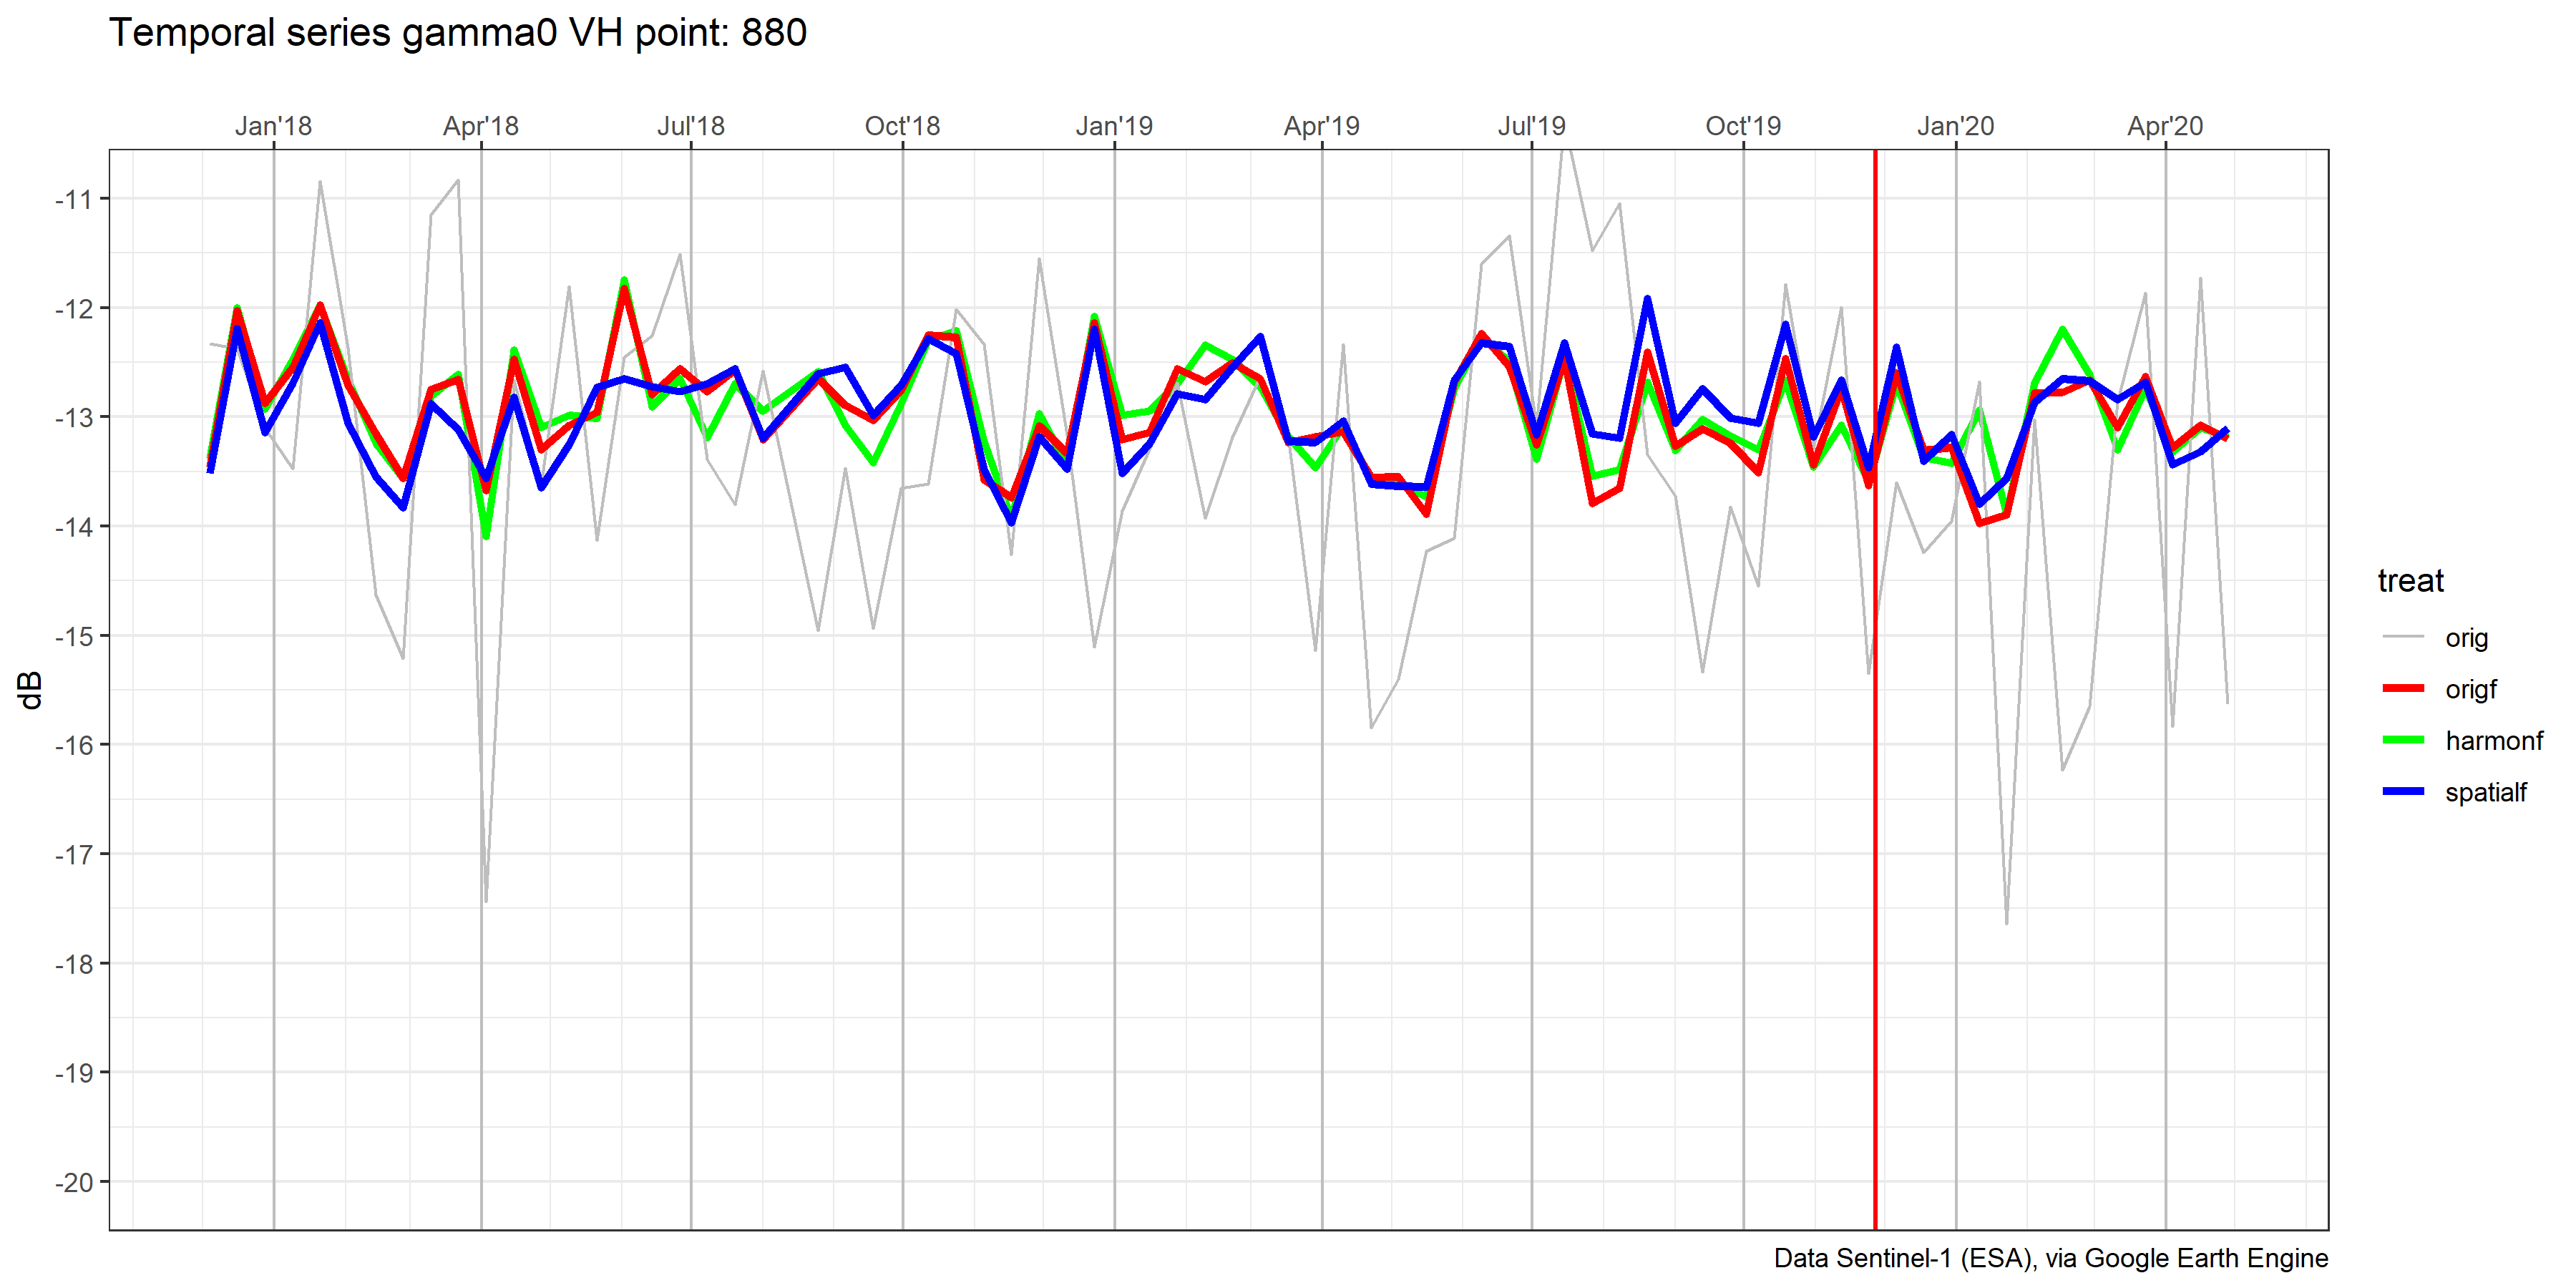 Temporal series gamma0 VH point: 880
Jan'18 Apr'18 Jul'18 Oct'18 Jan'19 Apr'19 Jul'19 Oct'19 Jan'20 Apr'20
-11
-12
-13
-14
-15
-16
-17
-18
-19
-20
dB
treat
orig
origf
harmonf
spatialf
Data Sentinel-1 (ESA), via Google Earth Engine